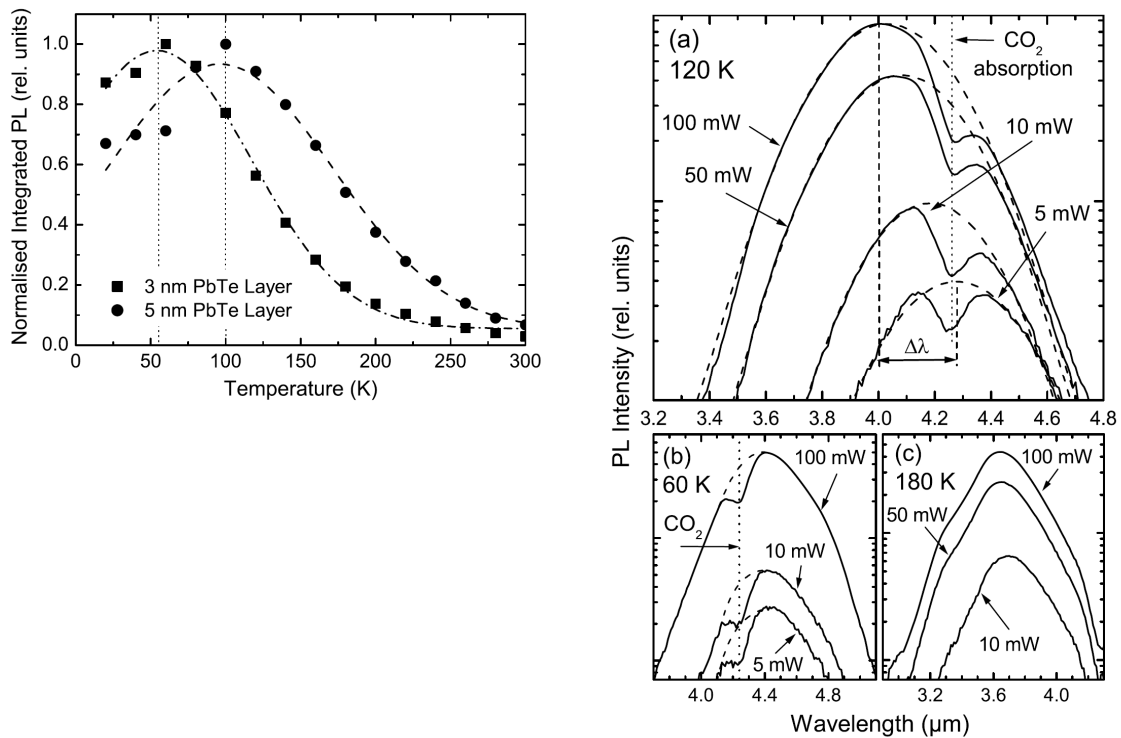 Normalised Integrated PL (rel. units)
1.0
0.8
0.6
0.4
0.2
0.0
3 nm PbTe Layer
5 nm PbTe Layer
0 50 100 150 200 250 300
Temperature (K)
PL Intensity (rel. units)
(a)
120 K
CO2
absorption
100 mW
50 mW
10 mW
5 mW
Δλ
3.2 3.4 3.6 3.8 4.0 4.2 4.4 4.6 4.8
(b)
60 K
CO2
100 mW
10 mW
5 mW
4.0 4.4 4.8
(c)
180 K
100 mW
50 mW
10 mW
3.2 3.6 4.0
Wavelength (μm)